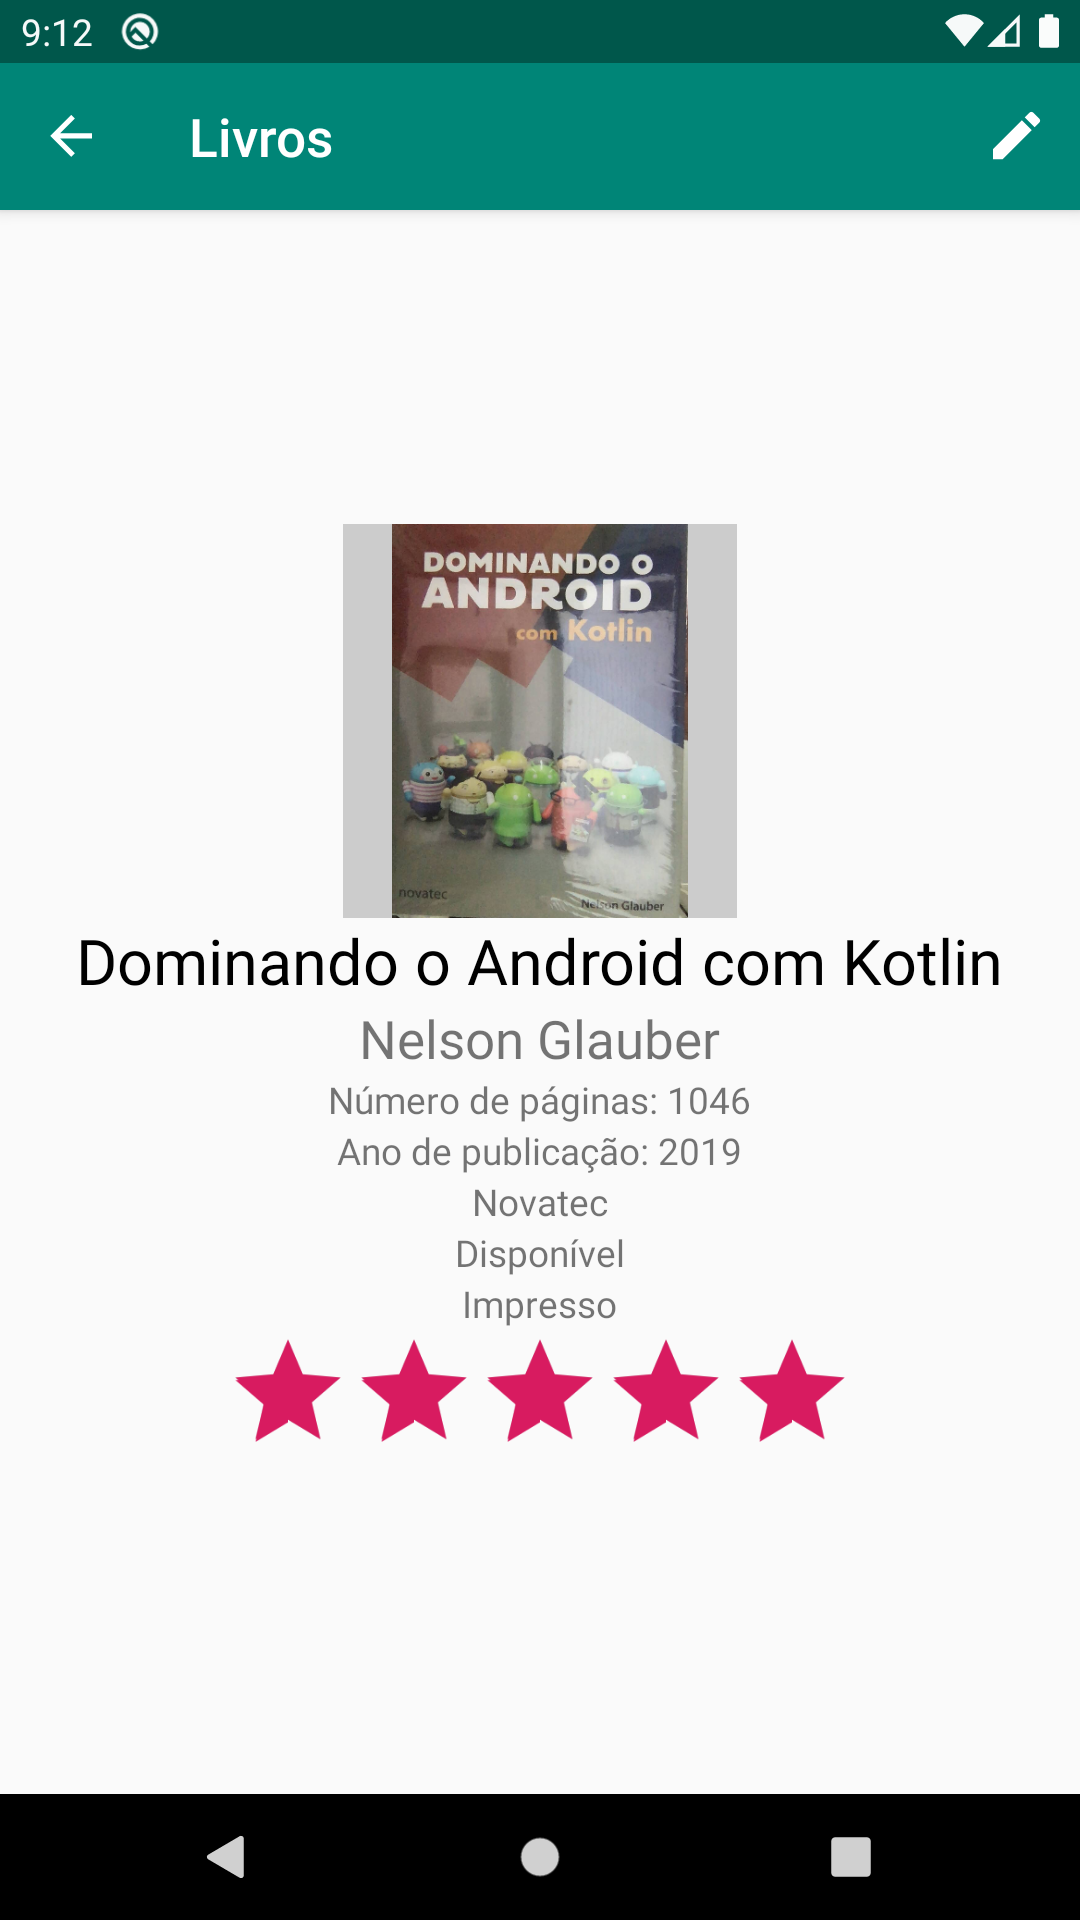 9:12
Livros
DOMINANDO O
ANDROID
com Kotlin
novatec
Nelson Glauber
Dominando o Android com Kotlin
Nelson Glauber
Número de páginas: 1046
Ano de publicação: 2019
Novatec
Disponível
Impresso